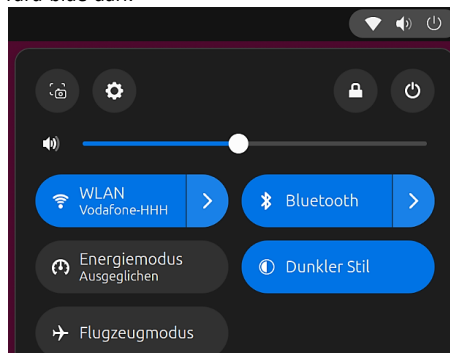 WLAN
Vodafone-HHH
Bluetooth
Energiemodus
Ausgeglichen
Dunkler Stil
Flugzeugmodus